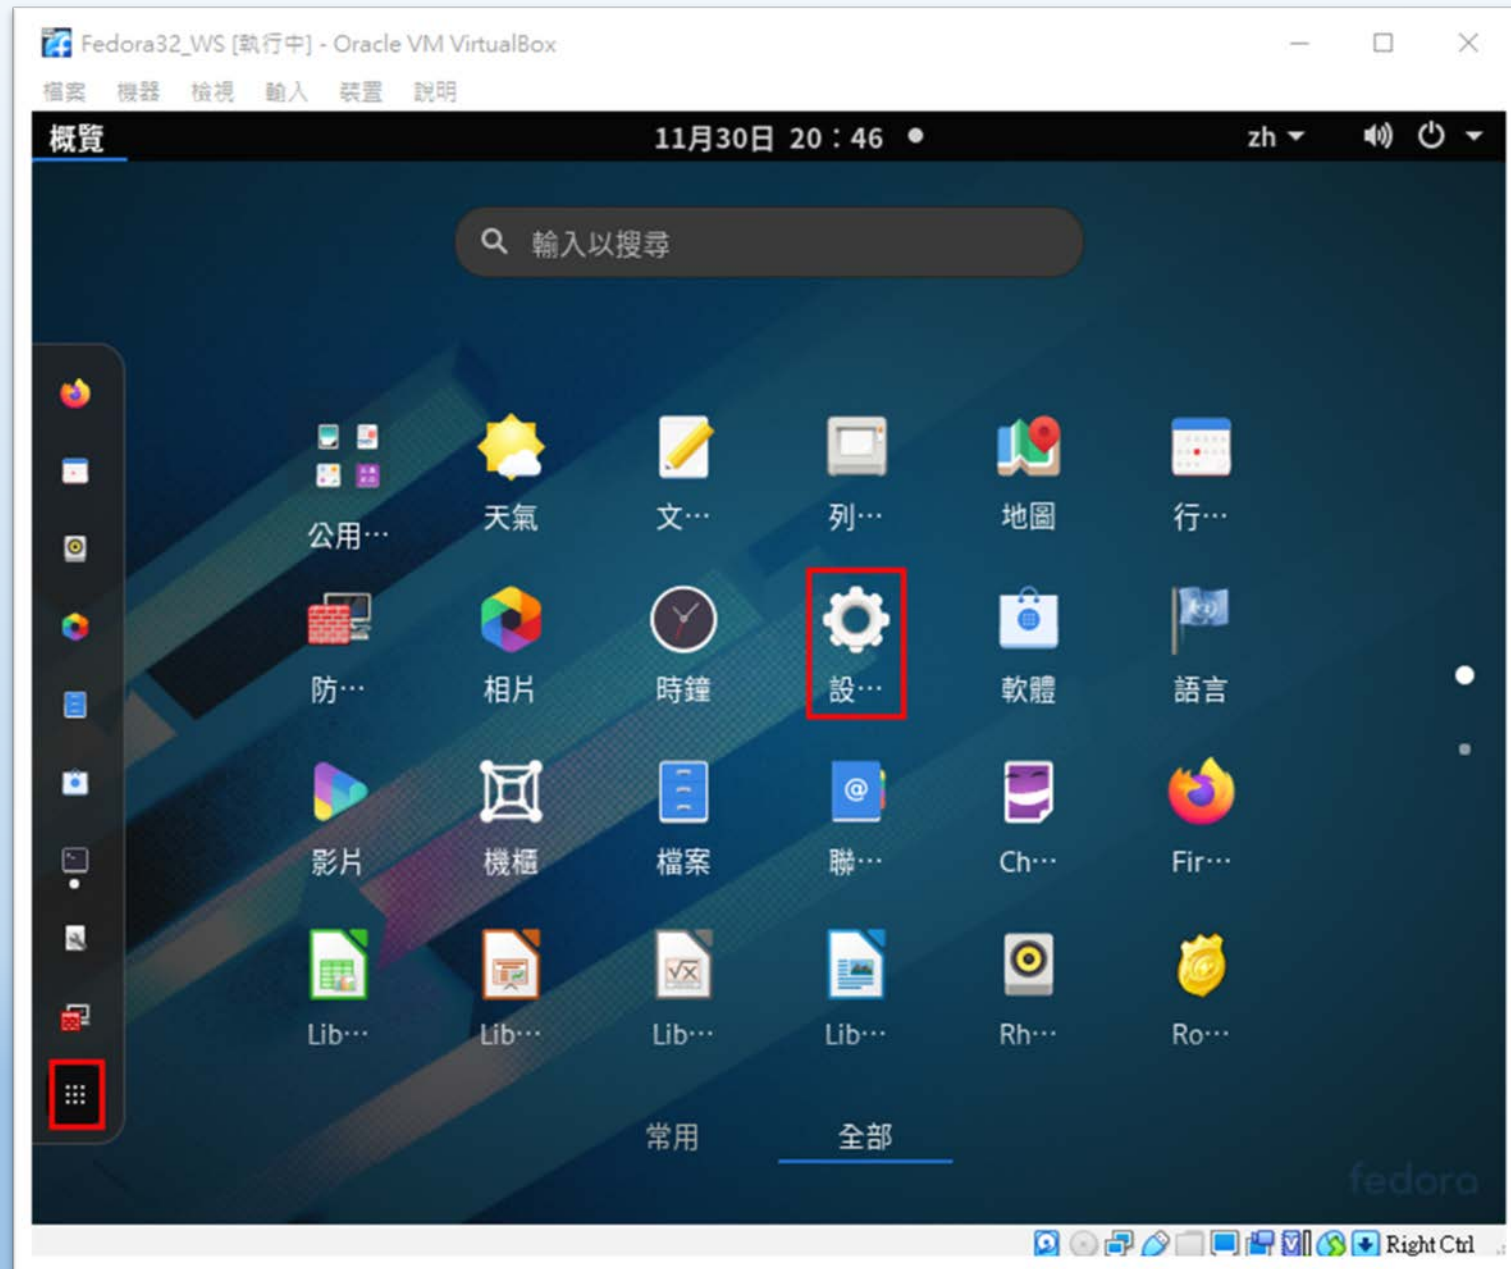 Fedora32_WS [執行中] - Oracle VM VirtualBox
檔案 機器 檢視 輸入 裝置 說明
概覽 11月30日 20：46 zh
輸入以搜尋
公用… 天氣 文… 列… 地圖 行…
防… 相片 時鐘 設… 軟體 語言
影片 機櫃 檔案 聯… Ch… Fir…
Lib… Lib… Lib… Lib… Rh… Ro…
常用 全部
fedora
Right Ctrl